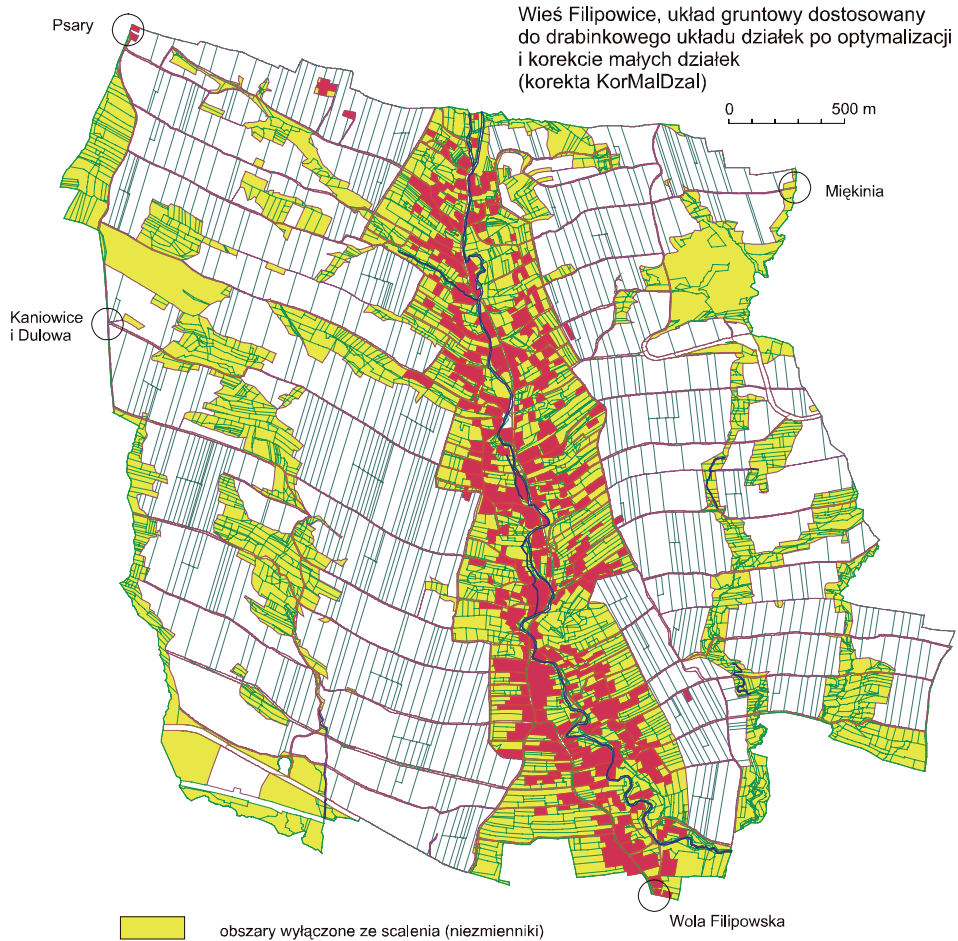 Psary
Wieś Filipowice, układ gruntowy dostosowany
do drabinkowego układu działek po optymalizacji
i korekcie małych działek
(korekta KorMalDzal)
0 500 m
Miękinia
Kaniowice
i Dulowa
Wola Filipowska
obszary wyłączone ze scalenia (niezmienniki)